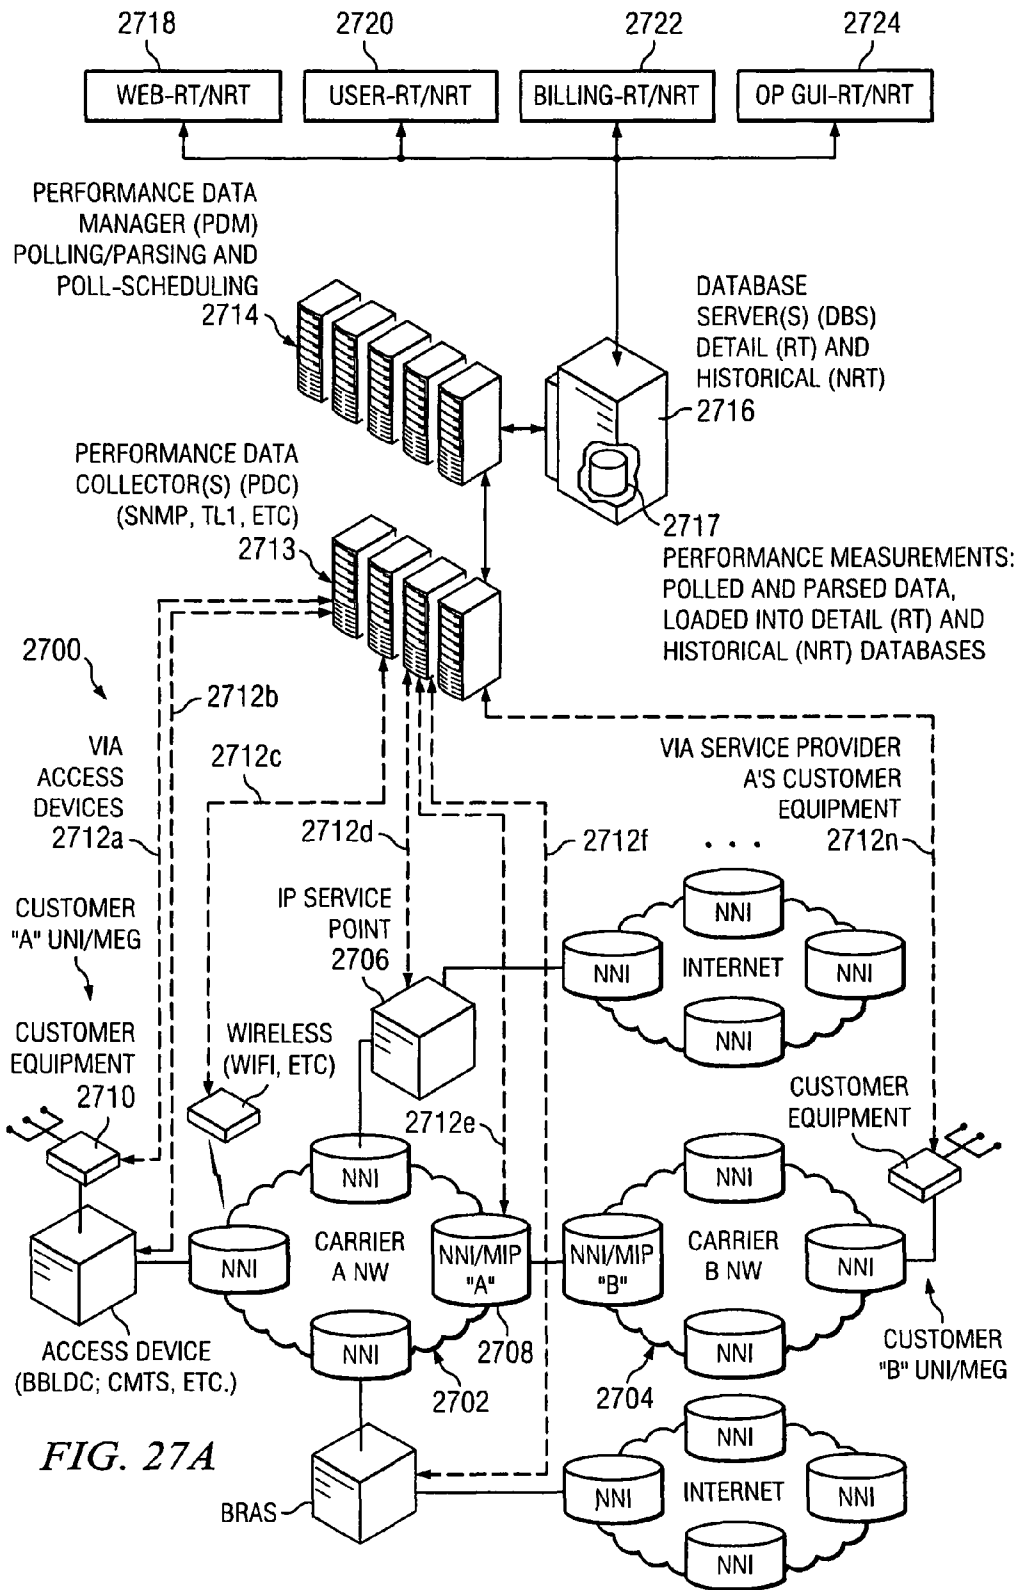 2718
2720
2722
2724
WEB-RT/NRT
USER-RT/NRT
BILLING-RT/NRT
OP GUI-RT/NRT
PERFORMANCE DATA
MANAGER (PDM)
POLLING/PARSING AND
POLL-SCHEDULING
2714
DATABASE
SERVER(S) (DBS)
DETAIL (RT) AND
HISTORICAL (NRT)
2716
PERFORMANCE DATA
COLLECTOR(S) (PDC)
(SNMP, TL1, ETC)
2713
2717
PERFORMANCE MEASUREMENTS:
POLLED AND PARSED DATA,
LOADED INTO DETAIL (RT) AND
HISTORICAL (NRT) DATABASES
2700
2712b
VIA
ACCESS
DEVICES
2712a
2712c
VIA SERVICE PROVIDER
A'S CUSTOMER
EQUIPMENT
2712n
2712d
2712f
. . .
CUSTOMER
"A" UNI/MEG
IP SERVICE
POINT
2706
NNI
NNI
INTERNET
NNI
NNI
CUSTOMER
EQUIPMENT
2710
WIRELESS
(WIFI, ETC)
2712e
CUSTOMER
EQUIPMENT
NNI
NNI
CARRIER
A NW
NNI/MIP
"A"
NNI
2708
2702
NNI
NNI/MIP
"B"
CARRIER
B NW
NNI
NNI
2704
CUSTOMER
"B" UNI/MEG
ACCESS DEVICE
(BBLDC; CMTS, ETC.)
FIG. 27A
BRAS
NNI
NNI
INTERNET
NNI
NNI